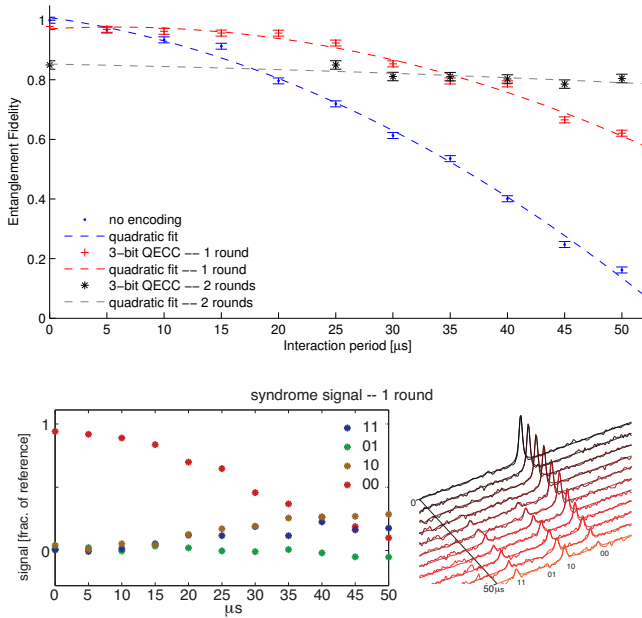 1
0.8
0.6
0.4
0.2
0
Entanglement Fidelity
no encoding
quadratic fit
3-bit QECC -- 1 round
quadratic fit -- 1 round
3-bit QECC -- 2 rounds
quadratic fit -- 2 rounds
0 5 10 15 20 25 30 35 40 45 50
Interaction period [μs]
syndrome signal -- 1 round
1
0
signal [frac. of reference]
11
01
10
00
0 5 10 15 20 25 30 35 40 45 50
μs
0
50μs
11 01 10 00